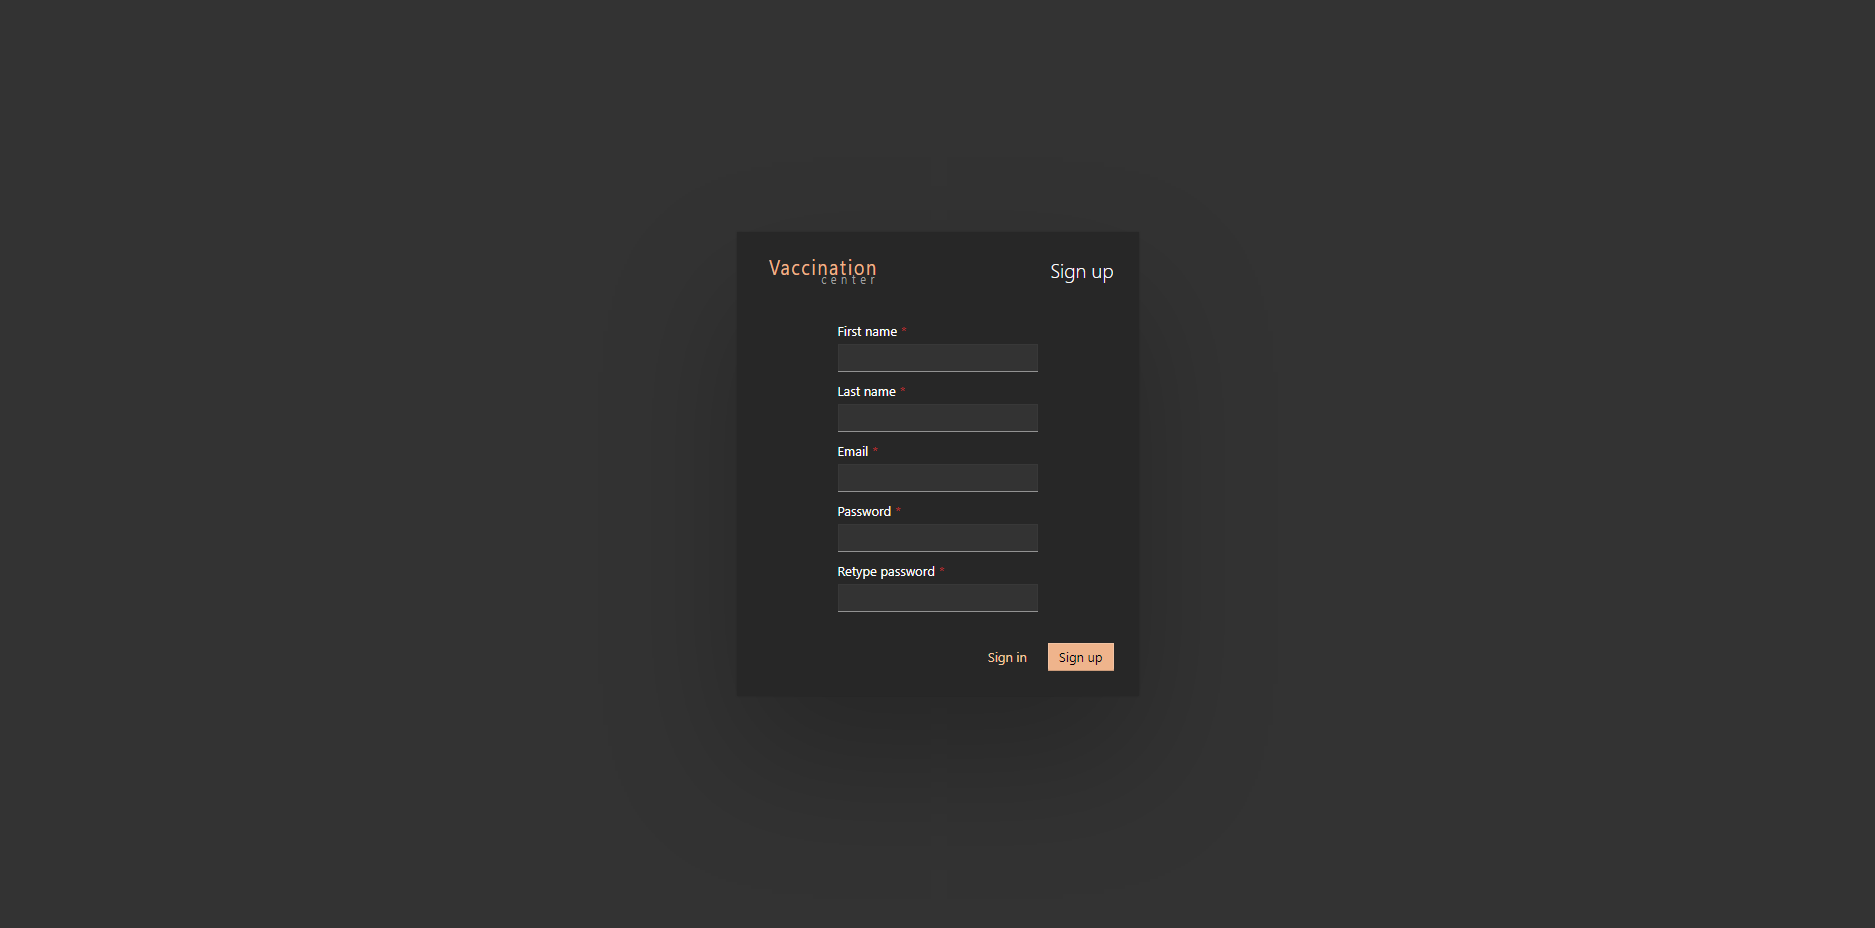 Vaccination
center
Sign up
First name *
Last name *
Email *
Password *
Retype password *
Sign in
Sign up